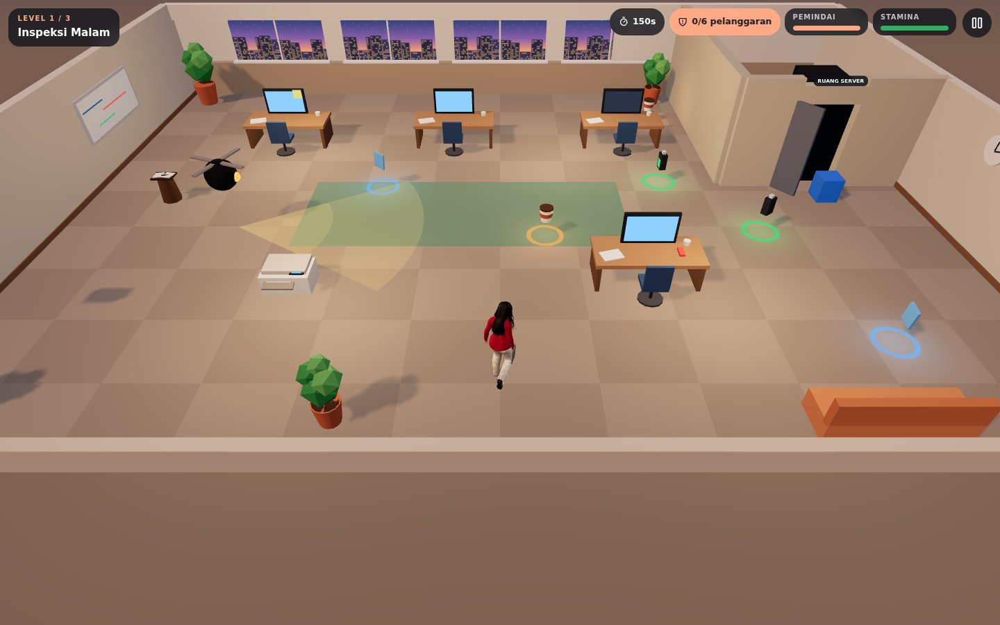 LEVEL 1 / 3
Inspeksi Malam
150s
0/6 pelanggaran
PEMINDAI
STAMINA
RUANG SERVER